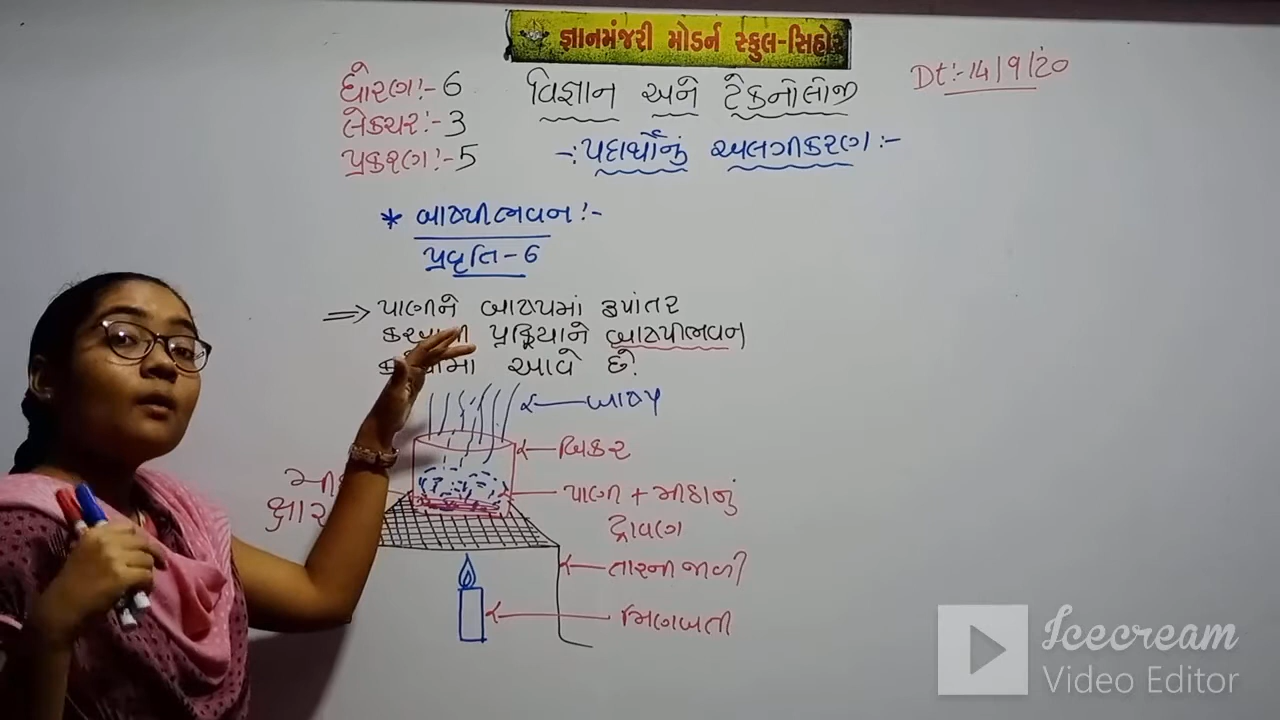 જ્ઞાનમંજરી મોડર્ન સ્કુલ-સિહોર
ધોરણ:- 6
લેક્ચર:- 3
પ્રકરણ:- 5
વિજ્ઞાન અને ટેકનોલોજી
Dt:-14/9/20
-:પદાર્થોનું અલગીકરણ:-
* બાષ્પીભવન:-
પ્રવૃતિ-6
⇒ પાણીને બાષ્પમાં રૂપાંતર
પ્રક્રિયાને બાષ્પીભવન
આવે છે.
બાષ્પ
બિકર
પાણી + મીઠાનું
દ્રાવણ
ક્ષાર
તારની જાળી
મિણબતી
Icecream
Video Editor